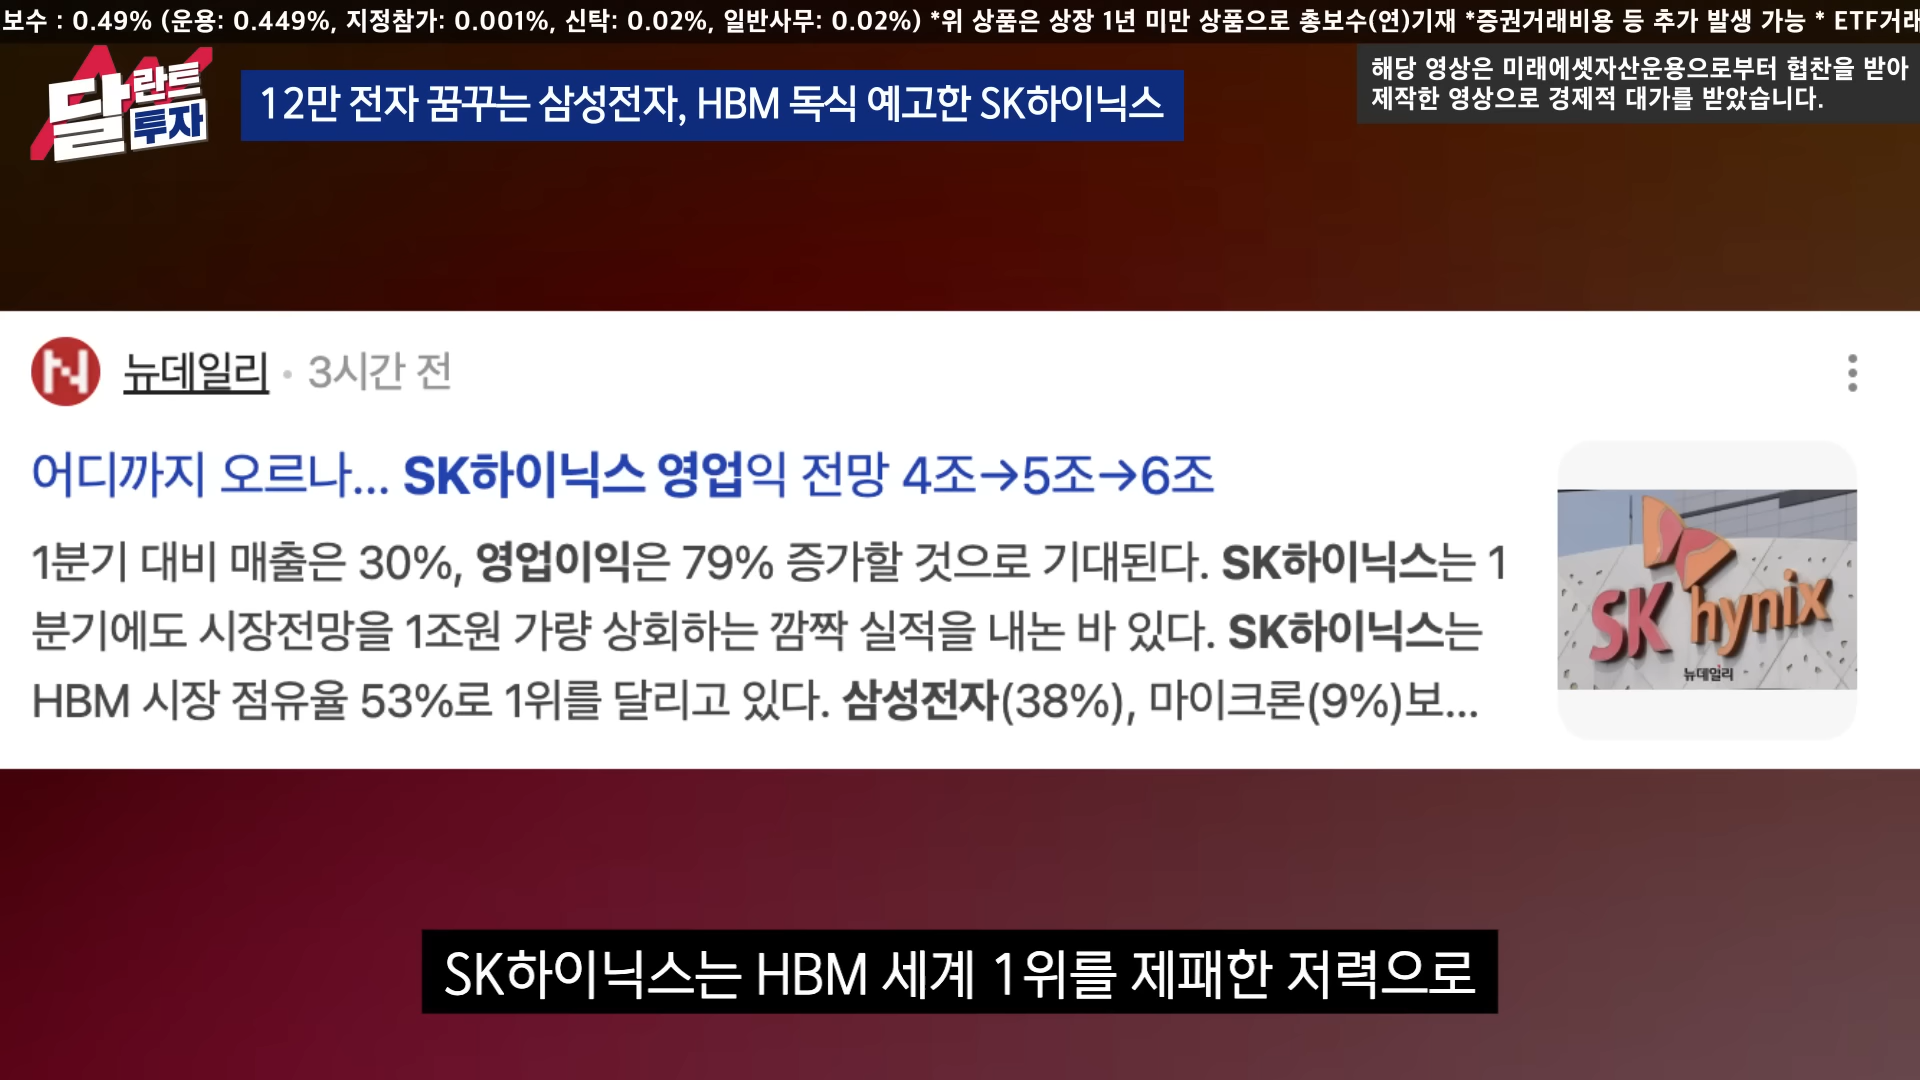 보수 : 0.49% (운용: 0.449%, 지정참가: 0.001%, 신탁: 0.02%, 일반사무: 0.02%) *위 상품은 상장 1년 미만 상품으로 총보수(연)기재 *증권거래비용 등 추가 발생 가능 * ETF거래
달란트투자
12만 전자 꿈꾸는 삼성전자, HBM 독식 예고한 SK하이닉스
해당 영상은 미래에셋자산운용으로부터 협찬을 받아
제작한 영상으로 경제적 대가를 받았습니다.
뉴데일리 · 3시간 전
어디까지 오르나... SK하이닉스 영업익 전망 4조→5조→6조
1분기 대비 매출은 30%, 영업이익은 79% 증가할 것으로 기대된다. SK하이닉스는 1
분기에도 시장전망을 1조원 가량 상회하는 깜짝 실적을 내논 바 있다. SK하이닉스는
HBM 시장 점유율 53%로 1위를 달리고 있다. 삼성전자(38%), 마이크론(9%)보...
SK hynix
뉴데일리
SK하이닉스는 HBM 세계 1위를 제패한 저력으로